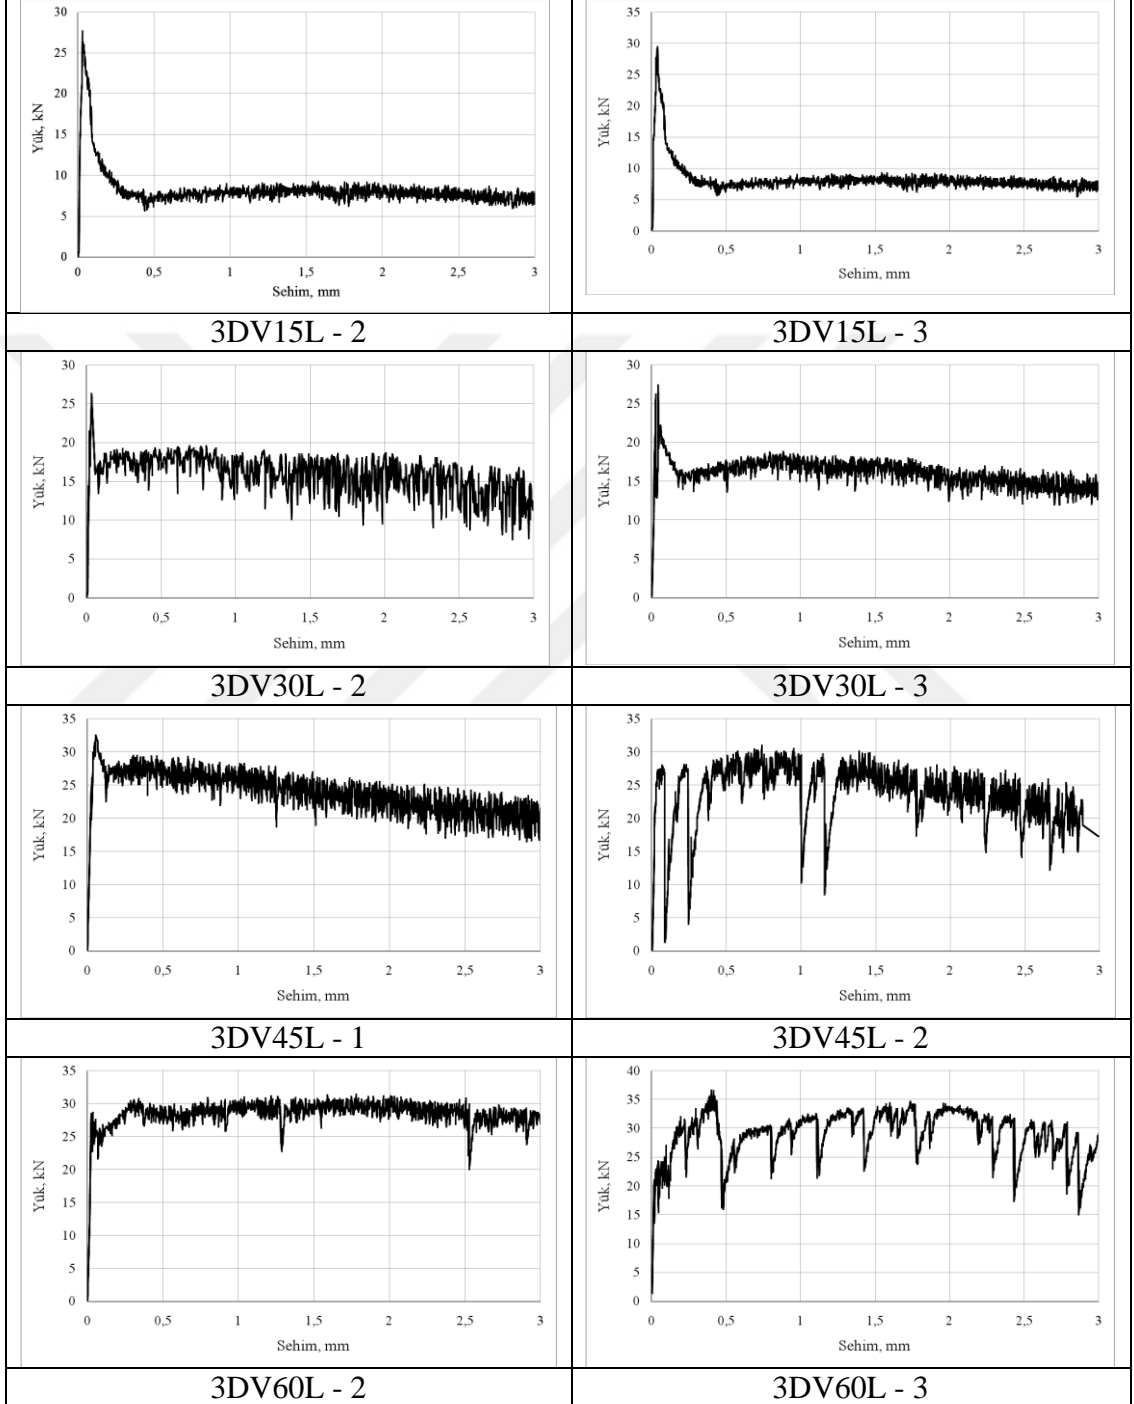 30
25
20
15
10
5
0
Yük, kN
0 0,5 1 1,5 2 2,5 3
Sehim, mm
35
30
25
20
15
10
5
0
Yük, kN
0 0,5 1 1,5 2 2,5 3
Sehim, mm
3DV15L - 2
3DV15L - 3
30
25
20
15
10
5
0
Yük, kN
0 0,5 1 1,5 2 2,5 3
Sehim, mm
30
25
20
15
10
5
0
Yük, kN
0 0,5 1 1,5 2 2,5 3
Sehim, mm
3DV30L - 2
3DV30L - 3
35
30
25
20
15
10
5
0
Yük, kN
0 0,5 1 1,5 2 2,5 3
Sehim, mm
35
30
25
20
15
10
5
0
Yük, kN
0 0,5 1 1,5 2 2,5 3
Sehim, mm
3DV45L - 1
3DV45L - 2
35
30
25
20
15
10
5
0
Yük, kN
0 0,5 1 1,5 2 2,5 3
Sehim, mm
40
35
30
25
20
15
10
5
0
Yük, kN
0 0,5 1 1,5 2 2,5 3
Sehim, mm
3DV60L - 2
3DV60L - 3